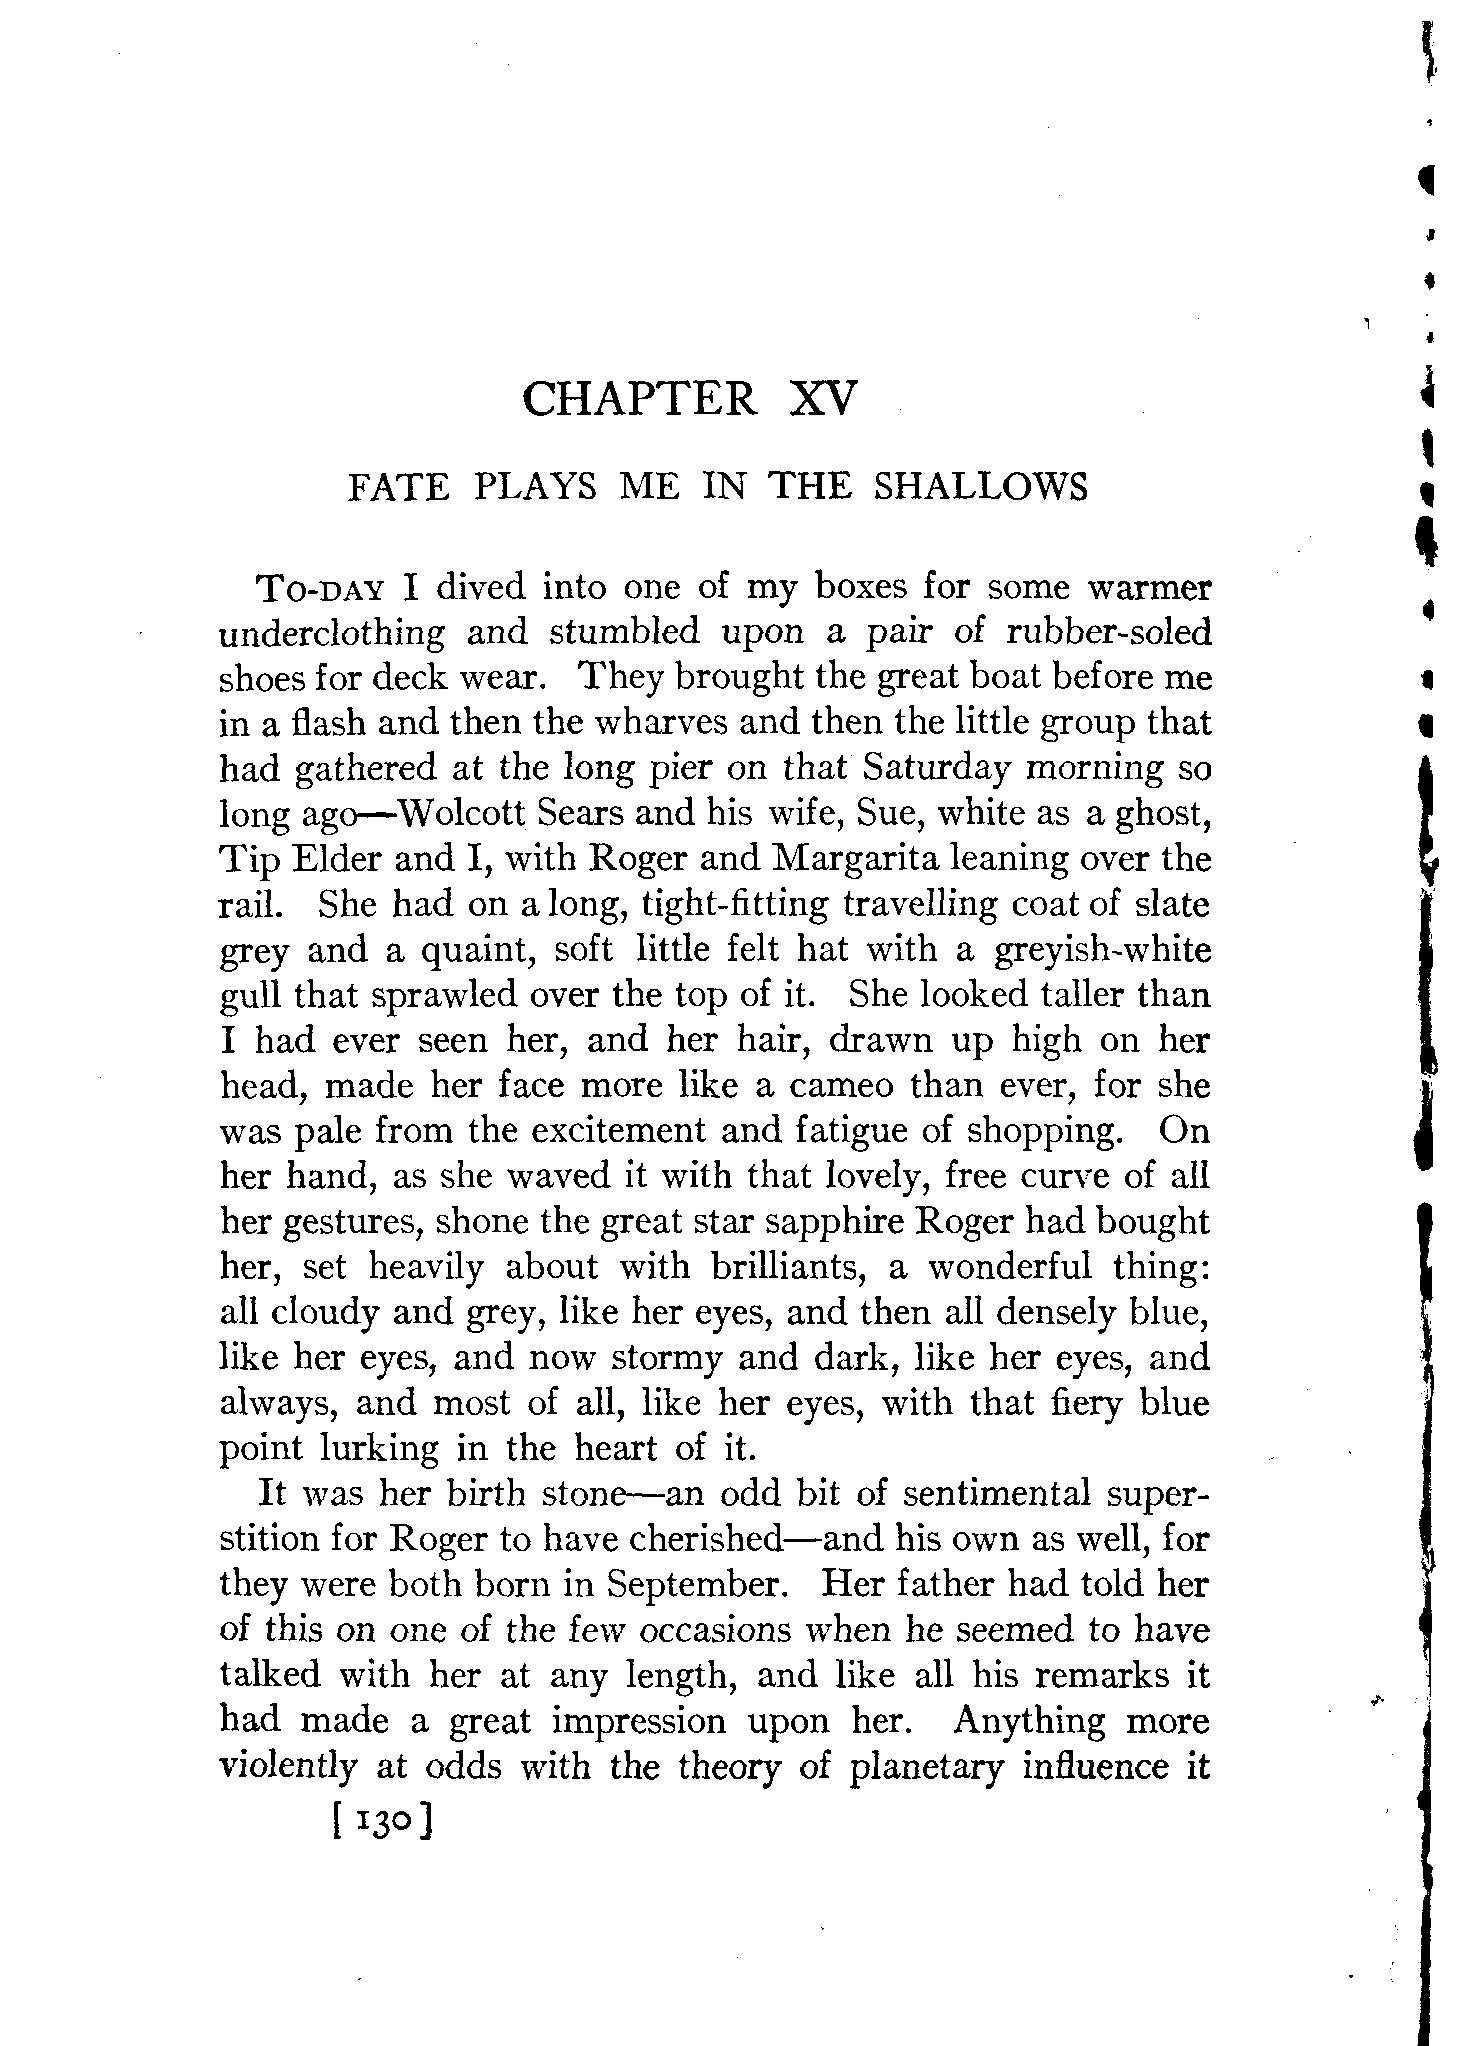 CHAPTER XV
FATE PLAYS ME IN THE SHALLOWS
To-day I dived into one of my boxes for some warmer
underclothing and stumbled upon a pair of rubber-soled
shoes for deck wear. They brought the great boat before me
in a flash and then the wharves and then the little group that
had gathered at the long pier on that Saturday morning so
long ago—Wolcott Sears and his wife, Sue, white as a ghost,
Tip Elder and I, with Roger and Margarita leaning over the
rail. She had on a long, tight-fitting travelling coat of slate
grey and a quaint, soft little felt hat with a greyish-white
gull that sprawled over the top of it. She looked taller than
I had ever seen her, and her hair, drawn up high on her
head, made her face more like a cameo than ever, for she
was pale from the excitement and fatigue of shopping. On
her hand, as she waved it with that lovely, free curve of all
her gestures, shone the great star sapphire Roger had bought
her, set heavily about with brilliants, a wonderful thing:
all cloudy and grey, like her eyes, and then all densely blue,
like her eyes, and now stormy and dark, like her eyes, and
always, and most of all, like her eyes, with that fiery blue
point lurking in the heart of it.
It was her birth stone—an odd bit of sentimental super-
stition for Roger to have cherished—and his own as well, for
they were both born in September. Her father had told her
of this on one of the few occasions when he seemed to have
talked with her at any length, and like all his remarks it
had made a great impression upon her. Anything more
violently at odds with the theory of planetary influence it
[ 130 ]